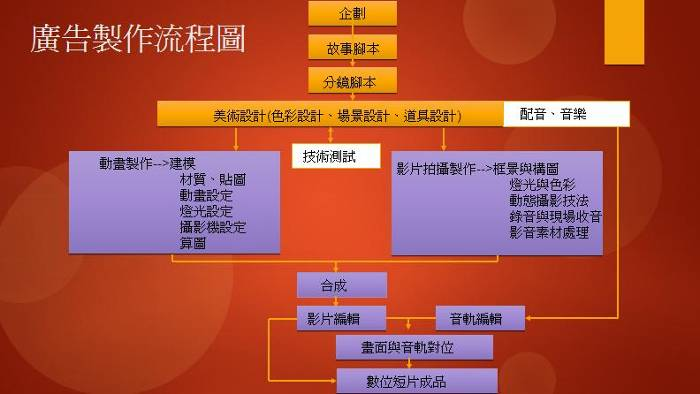 廣告製作流程圖
企劃
故事腳本
分鏡腳本
美術設計(色彩設計、場景設計、道具設計)
配音、音樂
技術測試
動畫製作-->建模
材質、貼圖
動畫設定
燈光設定
攝影機設定
算圖
影片拍攝製作-->框景與構圖
燈光與色彩
動態攝影技法
錄音與現場收音
影音素材處理
合成
影片編輯
音軌編輯
畫面與音軌對位
數位短片成品